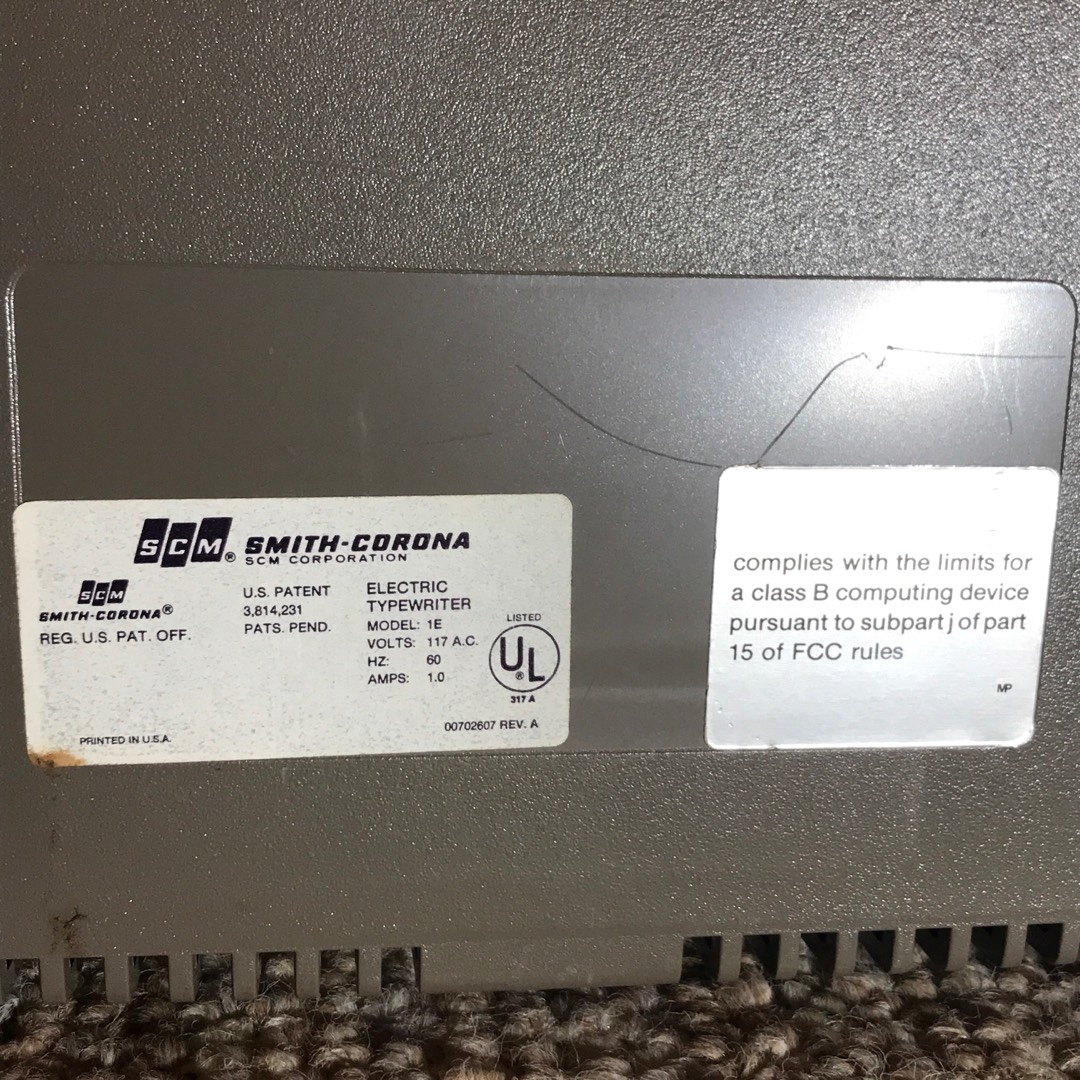 SCM® SMITH-CORONA
SCM CORPORATION
SCM
SMITH-CORONA®
REG. U.S. PAT. OFF.
U.S. PATENT
3,814,231
PATS. PEND.
ELECTRIC
TYPEWRITER
MODEL: 1E
VOLTS: 117 A.C.
HZ: 60
AMPS: 1.0
LISTED
UL®
317 A
00702607 REV. A
PRINTED IN U.S.A.
complies with the limits for
a class B computing device
pursuant to subpart j of part
15 of FCC rules
MP